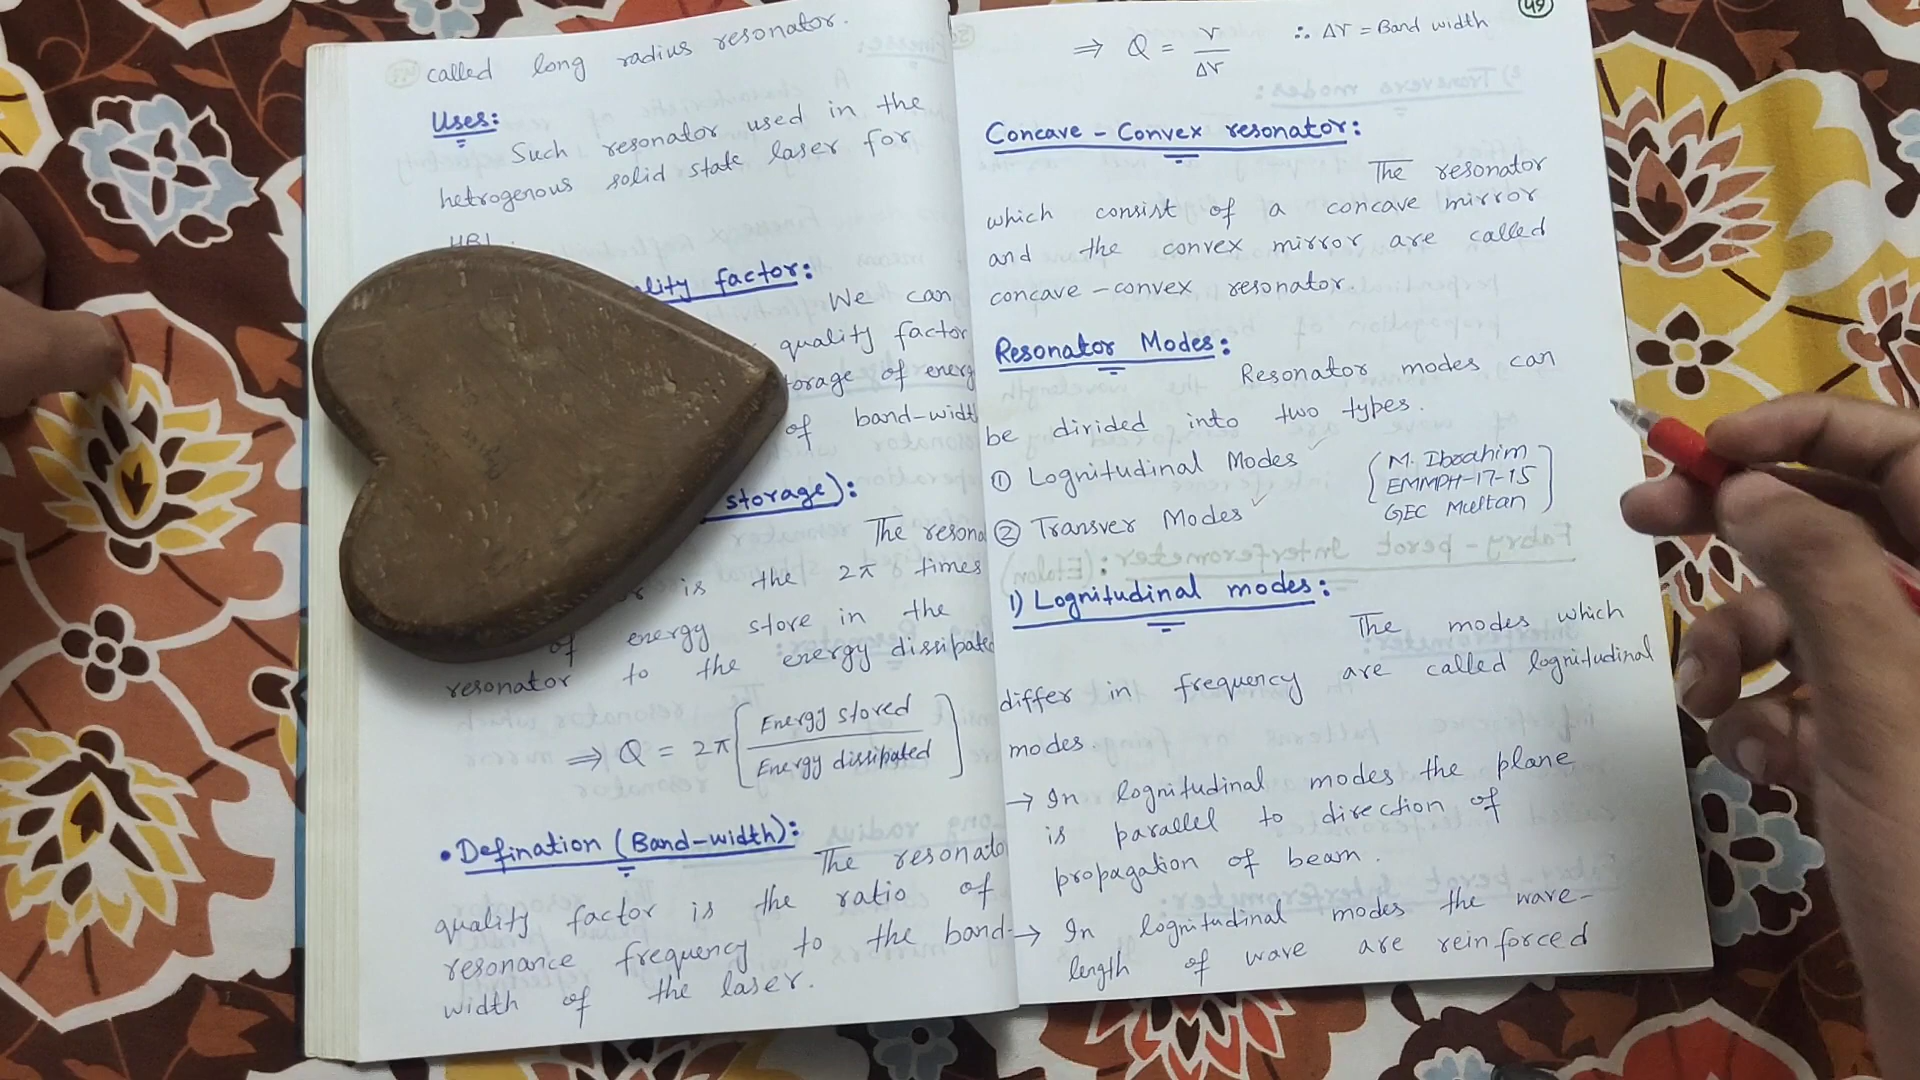 called long radius resonator.
Uses:
Such resonator used in the
hetrogenous solid state laser for
ality factor:
We can
quality factor
torage of energ
of band-widt
storage):
The resona
is the 2π times
of energy store in the
resonator to the energy dissipate
⇒ Q = 2π [Energy stored / Energy dissipated]
• Defination (Band-width):
The resonato
quality factor is the ratio of
resonance frequency to the band-
width of the laser.
49
⇒ Q = ν / Δν ∴ Δν = Band width
Concave - Convex resonator:
The resonator
which consist of a concave mirror
and the convex mirror are called
concave - convex resonator.
Resonator Modes:
Resonator modes can
be divided into two types.
① Lognitudinal Modes
② Transver Modes
M. Ibrahim
EMMPH-17-15
GEC Multan
1) Lognitudinal modes:
The modes which
differ in frequency are called lognitudinal
modes.
→ In lognitudinal modes the plane
is parallel to direction of
propagation of beam.
→ In lognitudinal modes the wave-
length of wave are reinforced